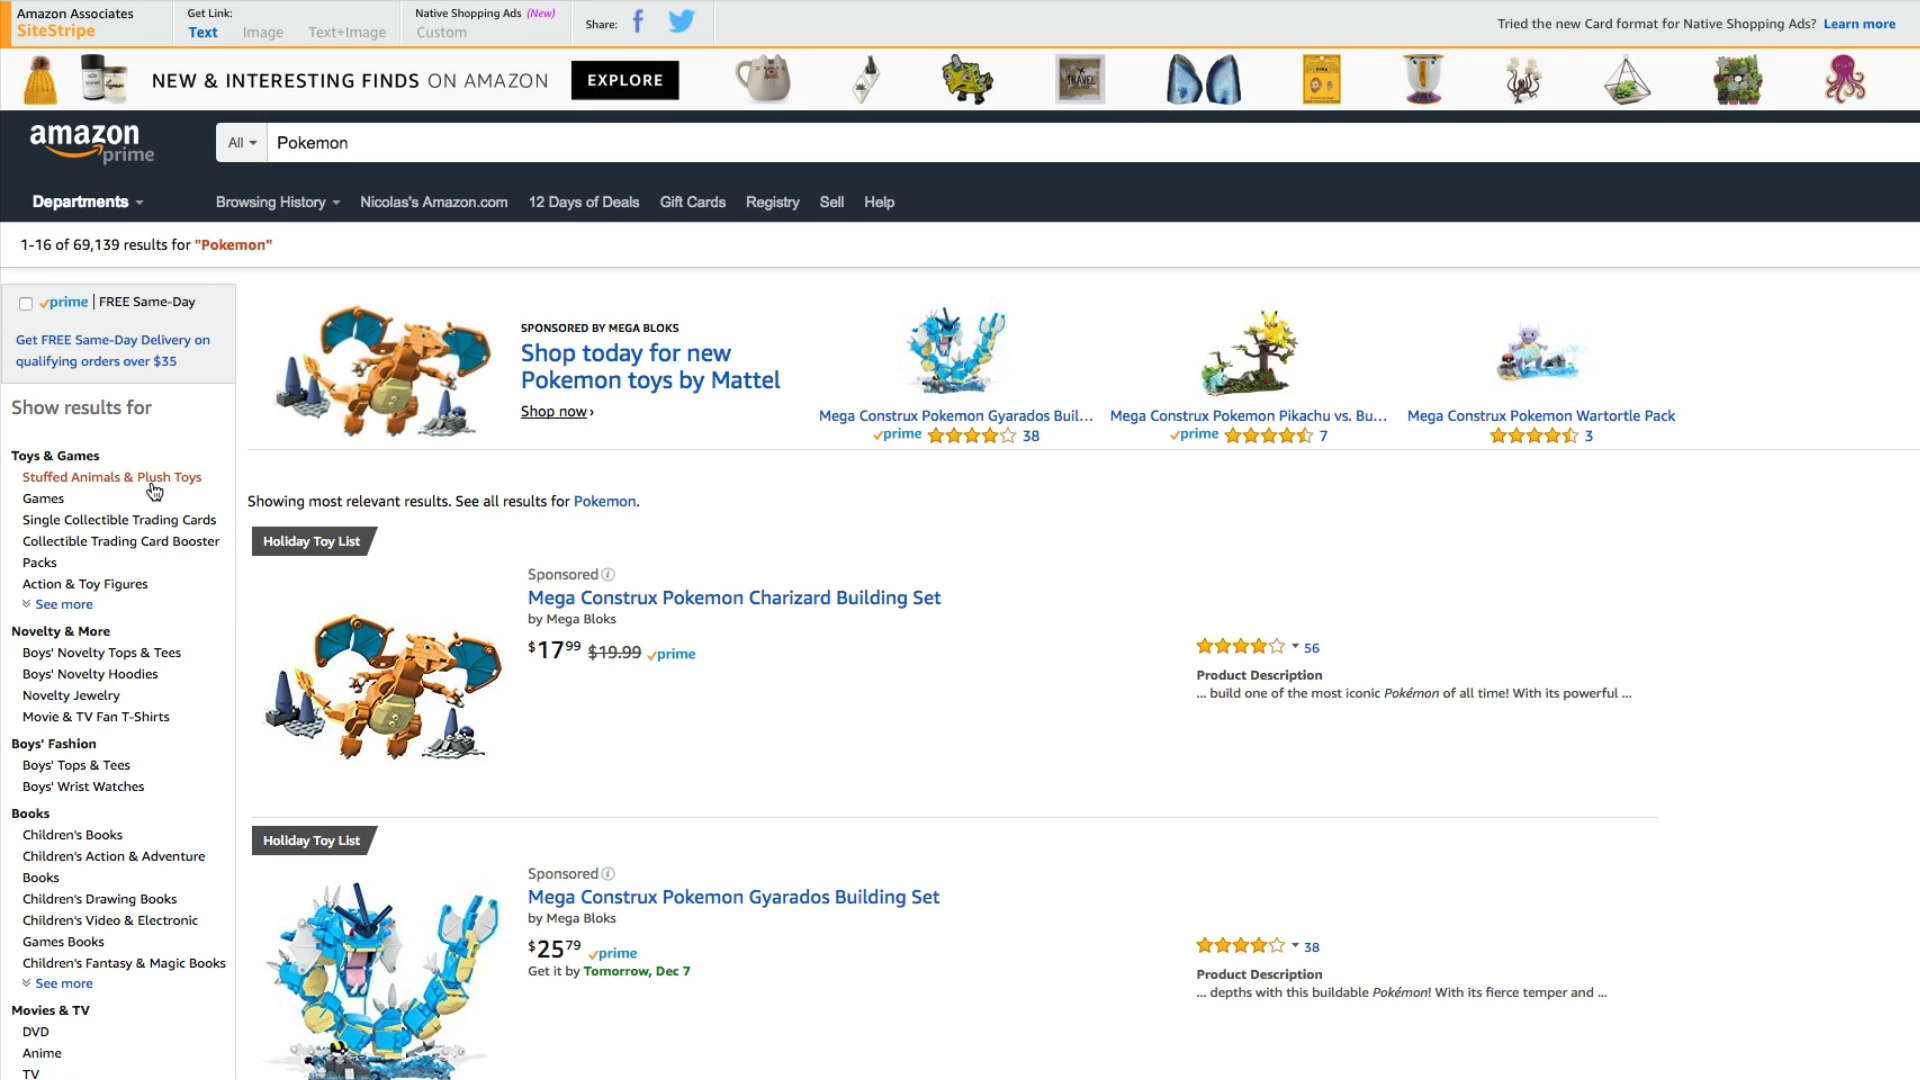 Amazon Associates
SiteStripe
Get Link:
Text Image Text+Image
Native Shopping Ads (New)
Custom
Share:
Tried the new Card format for Native Shopping Ads? Learn more
NEW & INTERESTING FINDS ON AMAZON EXPLORE
TRAVEL
amazon
prime
All Pokemon
Departments Browsing History Nicolas's Amazon.com 12 Days of Deals Gift Cards Registry Sell Help
1-16 of 69,139 results for "Pokemon"
prime | FREE Same-Day
Get FREE Same-Day Delivery on
qualifying orders over $35
Show results for
Toys & Games
Stuffed Animals & Plush Toys
Games
Single Collectible Trading Cards
Collectible Trading Card Booster
Packs
Action & Toy Figures
See more
Novelty & More
Boys' Novelty Tops & Tees
Boys' Novelty Hoodies
Novelty Jewelry
Movie & TV Fan T-Shirts
Boys' Fashion
Boys' Tops & Tees
Boys' Wrist Watches
Books
Children's Books
Children's Action & Adventure
Books
Children's Drawing Books
Children's Video & Electronic
Games Books
Children's Fantasy & Magic Books
See more
Movies & TV
DVD
Anime
TV
SPONSORED BY MEGA BLOKS
Shop today for new
Pokemon toys by Mattel
Shop now ›
Mega Construx Pokemon Gyarados Buil...
prime 38
Mega Construx Pokemon Pikachu vs. Bu...
prime 7
Mega Construx Pokemon Wartortle Pack
3
Showing most relevant results. See all results for Pokemon.
Holiday Toy List
Sponsored
Mega Construx Pokemon Charizard Building Set
by Mega Bloks
$17 99 $19.99 prime
56
Product Description
... build one of the most iconic Pokémon of all time! With its powerful ...
Holiday Toy List
Sponsored
Mega Construx Pokemon Gyarados Building Set
by Mega Bloks
$25 79 prime
Get it by Tomorrow, Dec 7
38
Product Description
... depths with this buildable Pokémon! With its fierce temper and ...